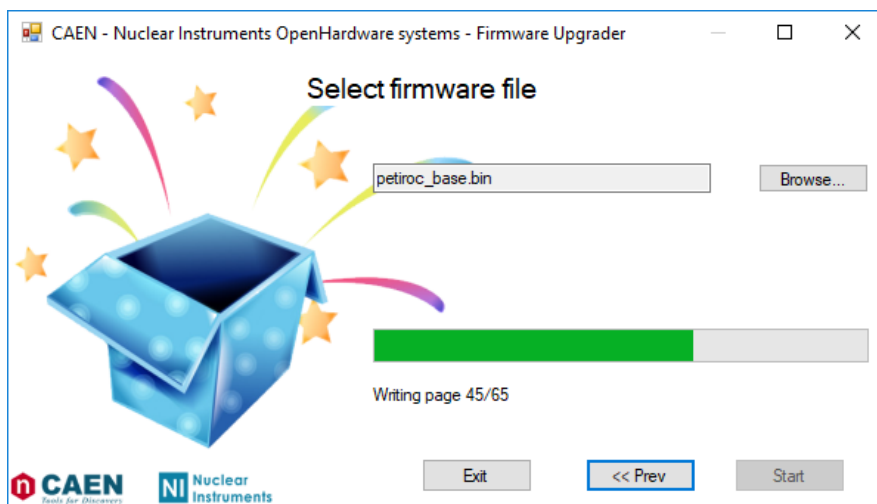 CAEN - Nuclear Instruments OpenHardware systems - Firmware Upgrader
Select firmware file
petiroc_base.bin
Browse...
Writing page 45/65
Exit
<< Prev
Start
n CAEN
Tools for Discovery
NI Nuclear
Instruments